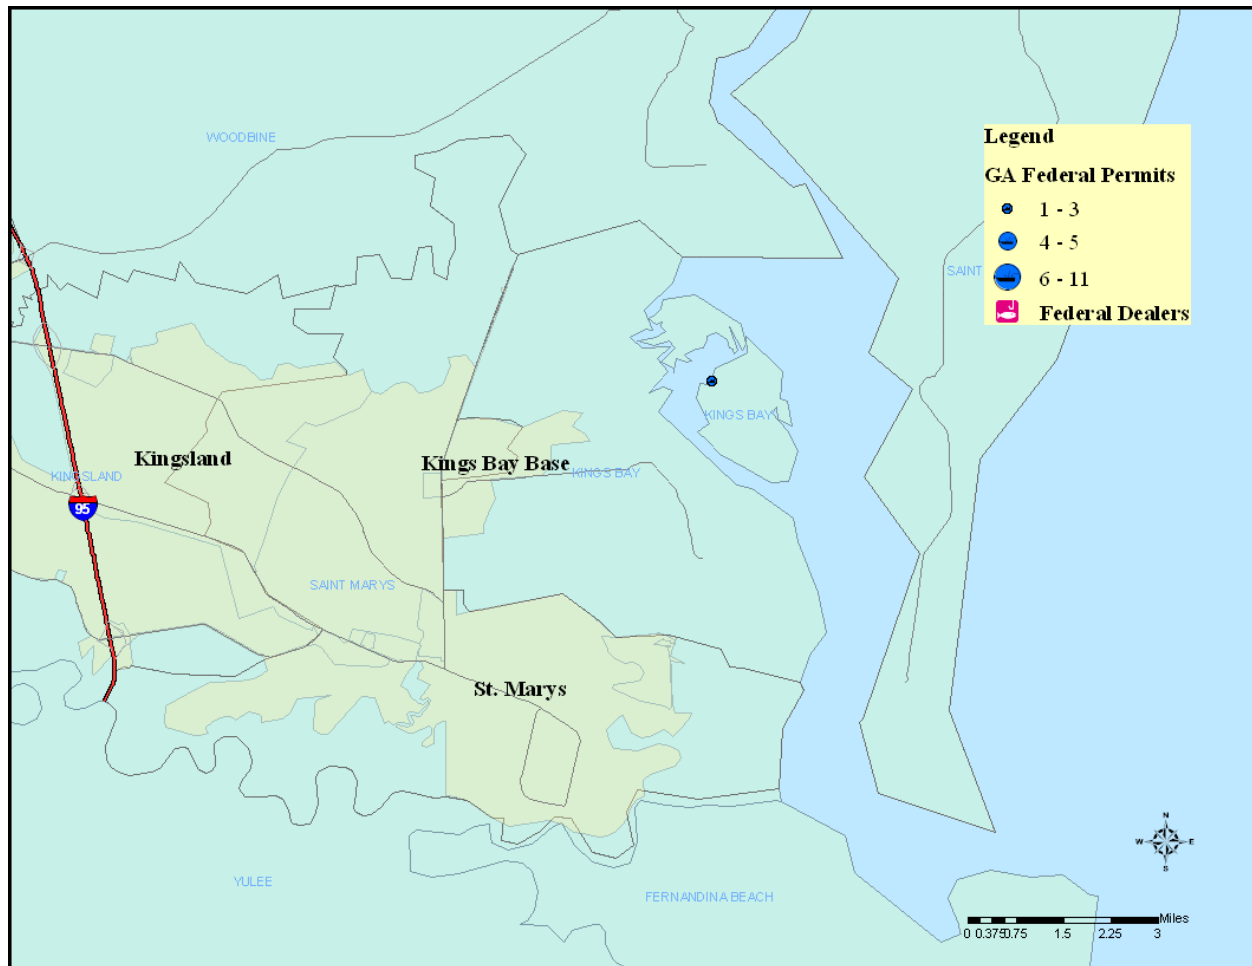 WOODBINE
Legend
GA Federal Permits
1 - 3
4 - 5
SAINT
6 - 11
Federal Dealers
KINGS BAY
Kingsland
Kings Bay Base
KINGSLAND
KINGS BAY
95
SAINT MARYS
St. Marys
N
W E
S
YULEE
FERNANDINA BEACH
Miles
0 0.375 0.75 1.5 2.25 3